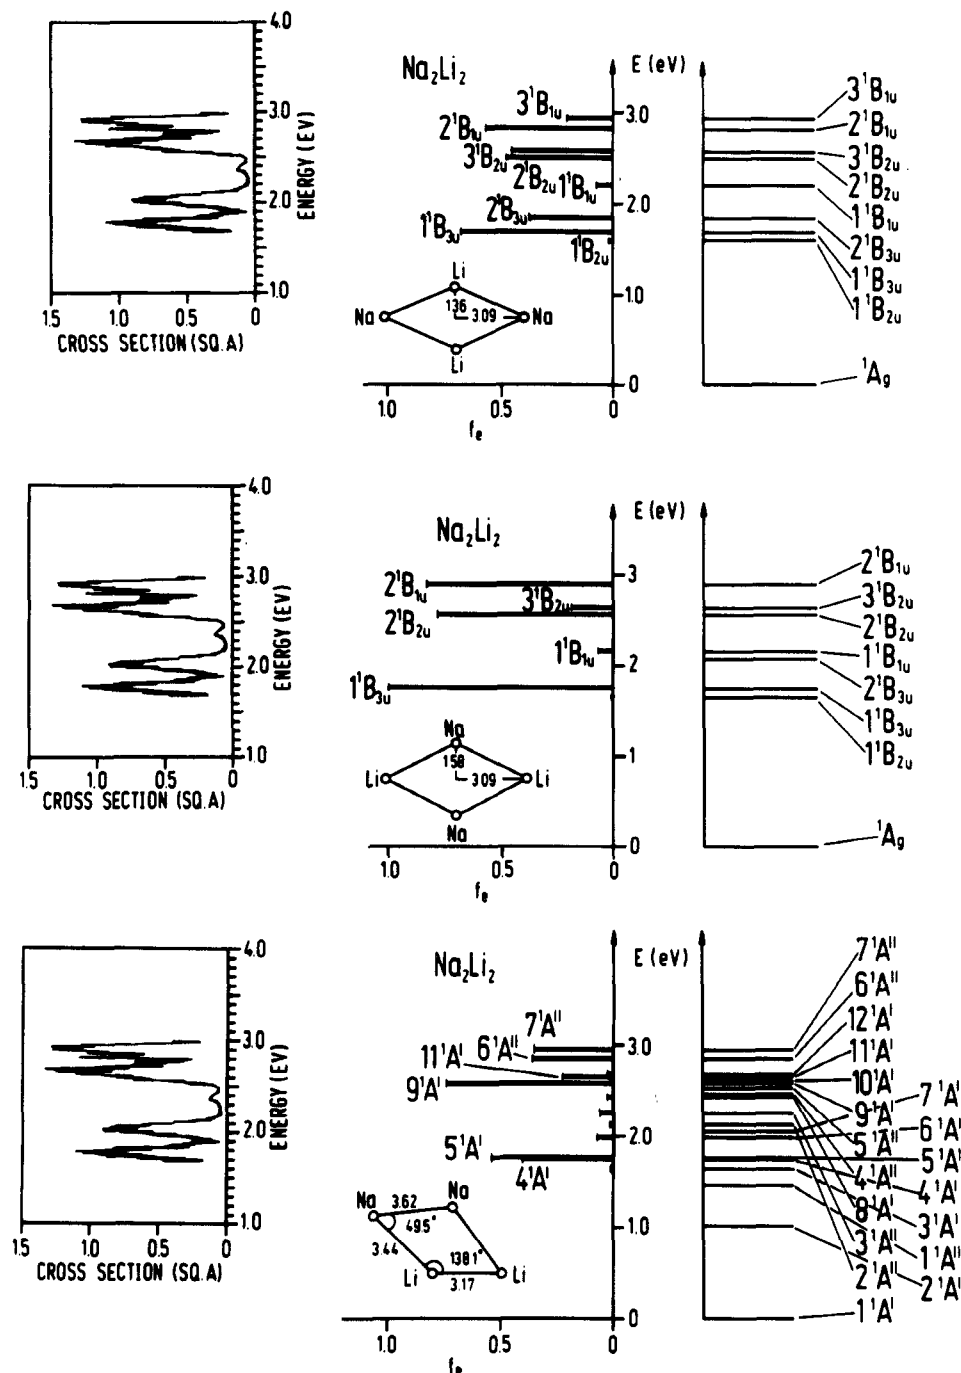 4.0
3.0
2.0
1.0
ENERGY (EV)
1.5 1.0 0.5 0
CROSS SECTION (SQ.A)
Na₂Li₂
E (eV)
3.0
2.0
1.0
0
3¹B₁ᵤ
2¹B₁ᵤ
3¹B₂ᵤ
2¹B₂ᵤ
1¹B₁ᵤ
2¹B₃ᵤ
1¹B₃ᵤ
1¹B₂ᵤ
Li
136
3.09
Na Na
Li
1.0 0.5 0
fₑ
3¹B₁ᵤ
2¹B₁ᵤ
3¹B₂ᵤ
2¹B₂ᵤ
1¹B₁ᵤ
2¹B₃ᵤ
1¹B₃ᵤ
1¹B₂ᵤ
¹Ag
4.0
3.0
2.0
1.0
ENERGY (EV)
1.5 1.0 0.5 0
CROSS SECTION (SQ.A)
Na₂Li₂
E (eV)
3
2
1
0
2¹B₁ᵤ
3¹B₂ᵤ
2¹B₂ᵤ
1¹B₁ᵤ
1¹B₃ᵤ
Na
158
3.09
Li Li
Na
1.0 0.5 0
fₑ
2¹B₁ᵤ
3¹B₂ᵤ
2¹B₂ᵤ
1¹B₁ᵤ
2¹B₃ᵤ
1¹B₃ᵤ
1¹B₂ᵤ
¹Ag
4.0
3.0
2.0
1.0
ENERGY (EV)
1.5 1.0 0.5 0
CROSS SECTION (SQ.A)
Na₂Li₂
E (eV)
3.0
2.0
1.0
0
7¹A"
6¹A"
11¹A'
9¹A'
5¹A'
4¹A'
Na Na
3.62
49.5°
3.44
138.1°
Li Li
3.17
1.0 0.5 0
fₑ
7¹A"
6¹A"
12¹A'
11¹A'
10¹A'
9¹A' 7¹A'
5¹A" 6¹A'
4¹A" 5¹A'
8¹A' 4¹A'
3¹A" 3¹A'
2¹A" 1¹A"
2¹A'
1¹A'